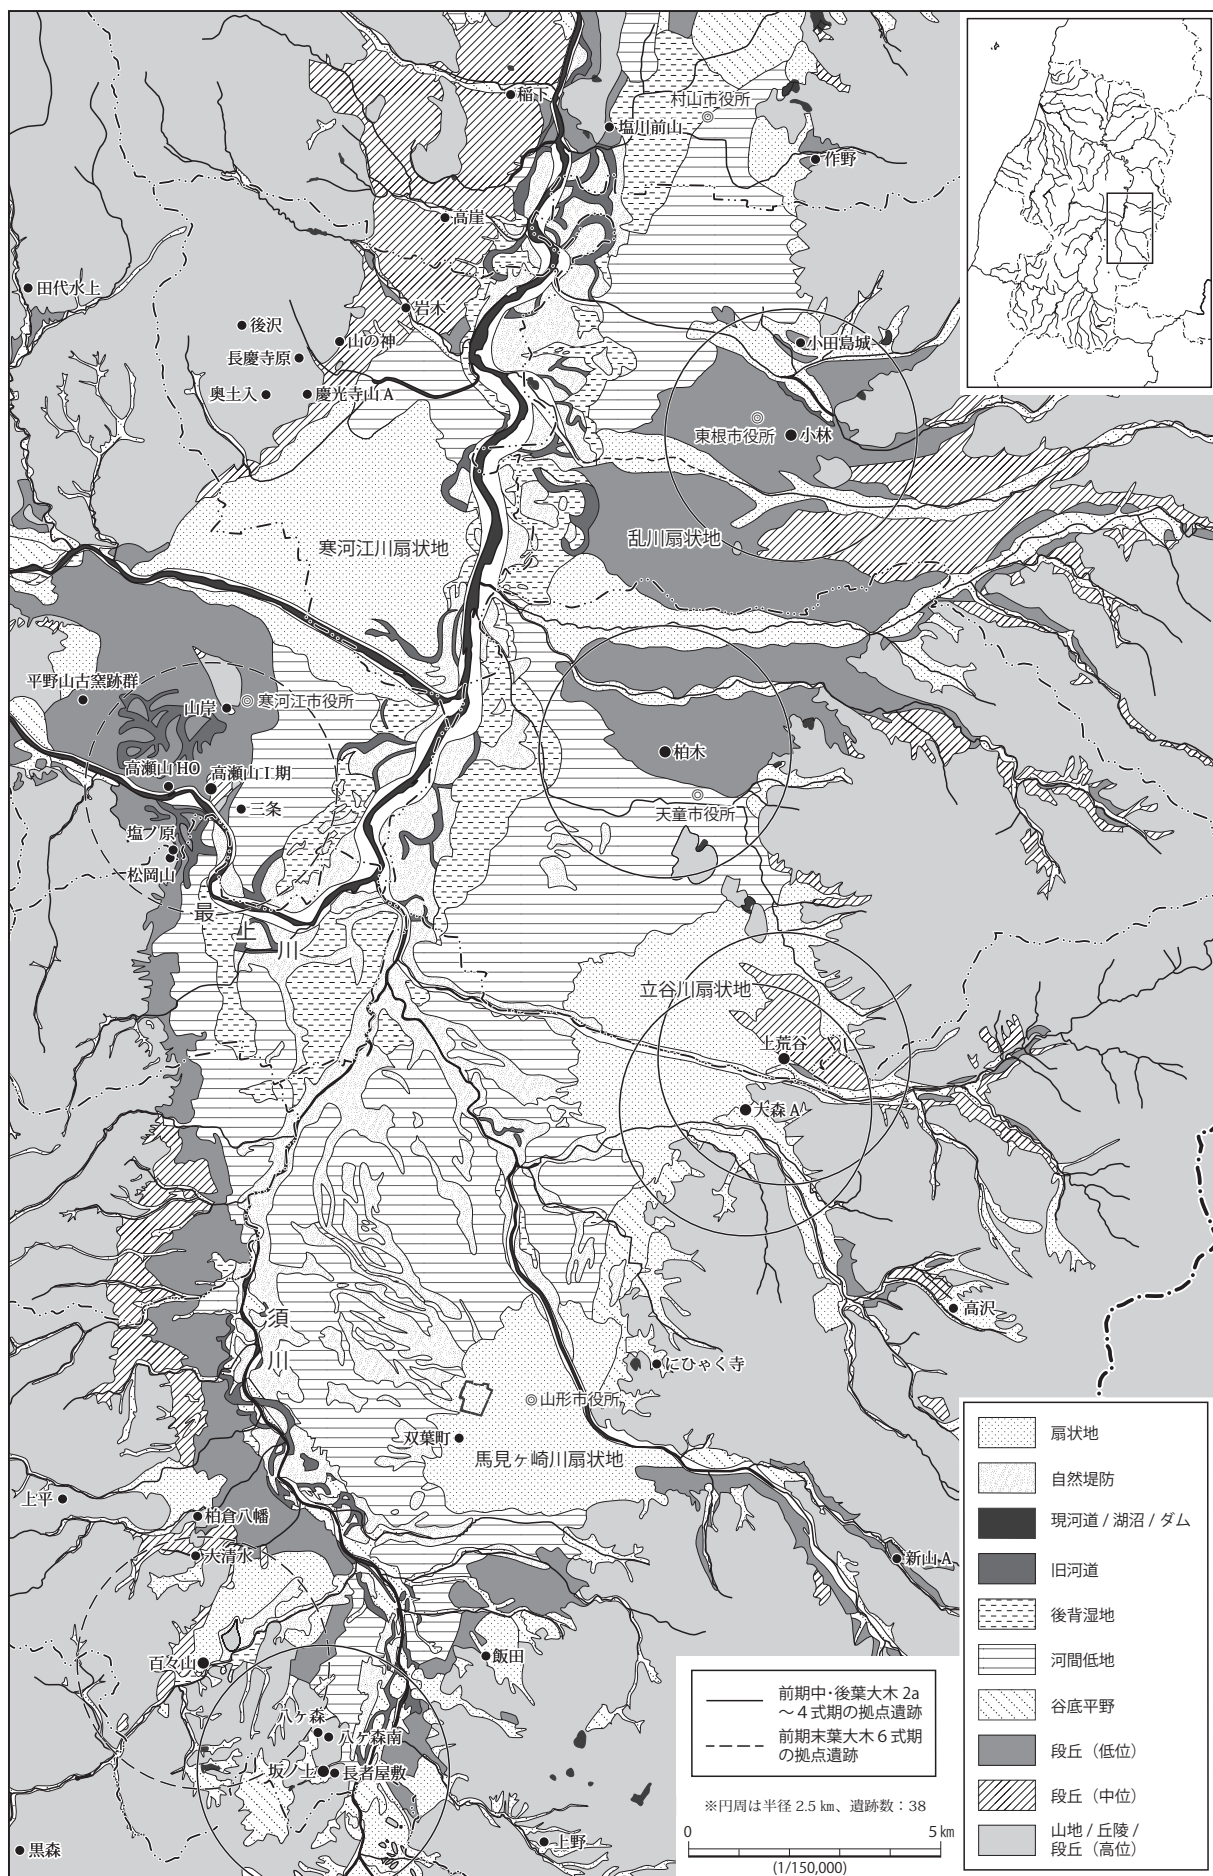 稲下
村山市役所
塩川前山
作野
高崖
田代水上
岩木
後沢
山の神
長慶寺原
小田島城
奥土入
慶光寺山 A
東根市役所
小林
寒河江川扇状地
乱川扇状地
平野山古窯跡群
山岸
寒河江市役所
柏木
高瀬山 HO
高瀬山 I 期
三条
天童市役所
塩ノ原
松岡山
最上川
立谷川扇状地
上荒谷
大森 A
須川
高沢
にひゃく寺
山形市役所
双葉町
馬見ヶ崎川扇状地
上平
柏倉八幡
大清水
新山 A
百々山
飯田
八ヶ森
八ヶ森南
坂ノ上
長者屋敷
黒森
上野
扇状地
自然堤防
現河道 / 湖沼 / ダム
旧河道
後背湿地
河間低地
谷底平野
段丘（低位）
段丘（中位）
山地 / 丘陵 /
段丘（高位）
前期中・後葉大木 2a
～４式期の拠点遺跡
前期末葉大木６式期
の拠点遺跡
※円周は半径 2.5 ㎞、遺跡数：38
0
5 ㎞
(1/150,000)